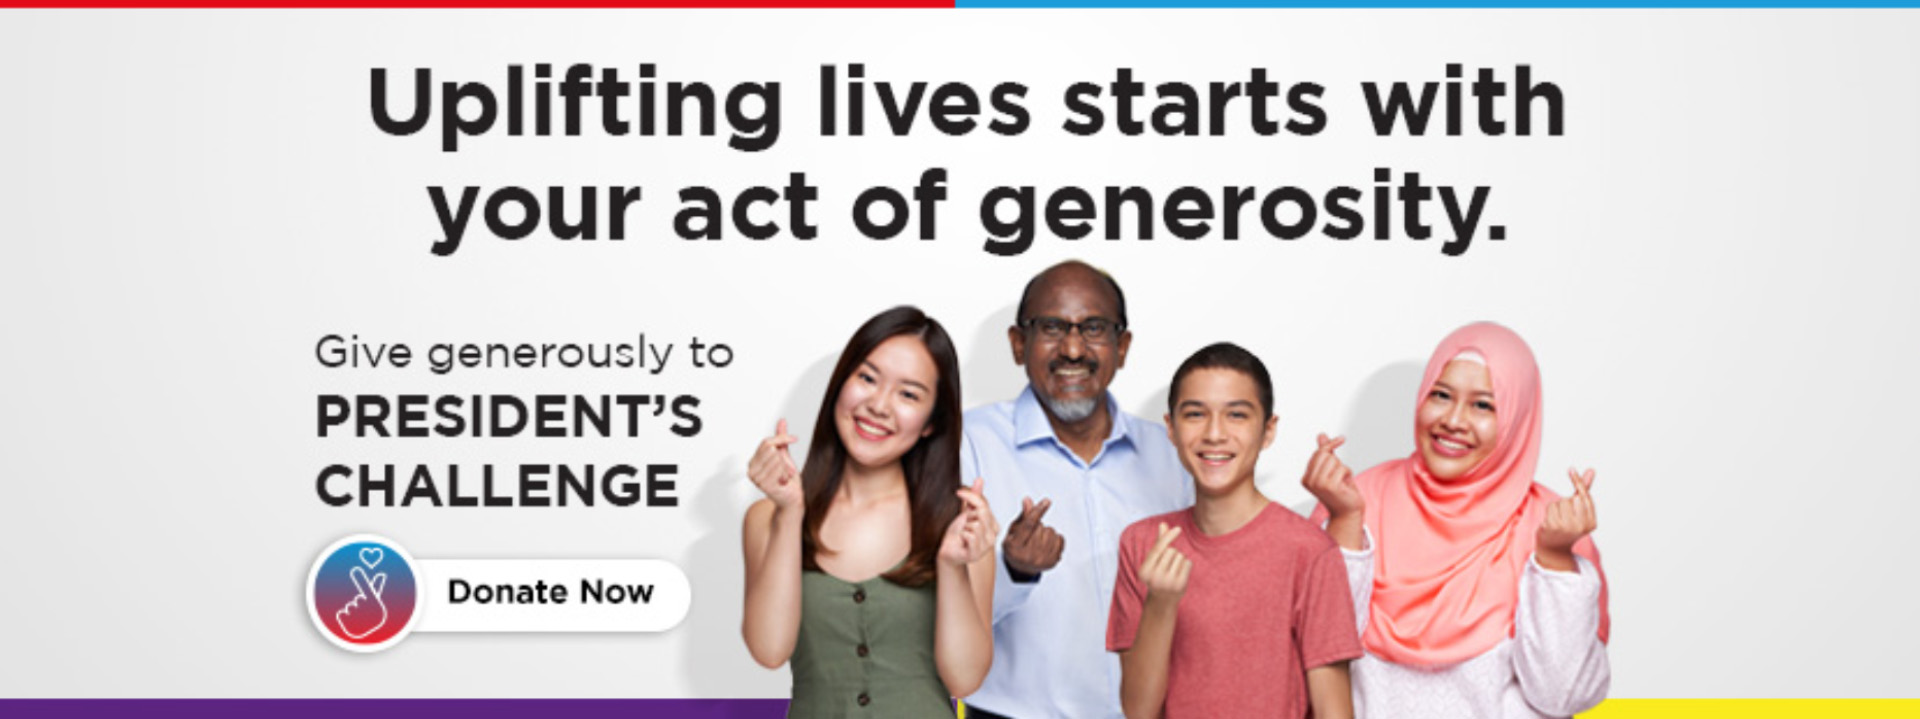 Uplifting lives starts with
your act of generosity.
Give generously to
PRESIDENT’S
CHALLENGE
Donate Now